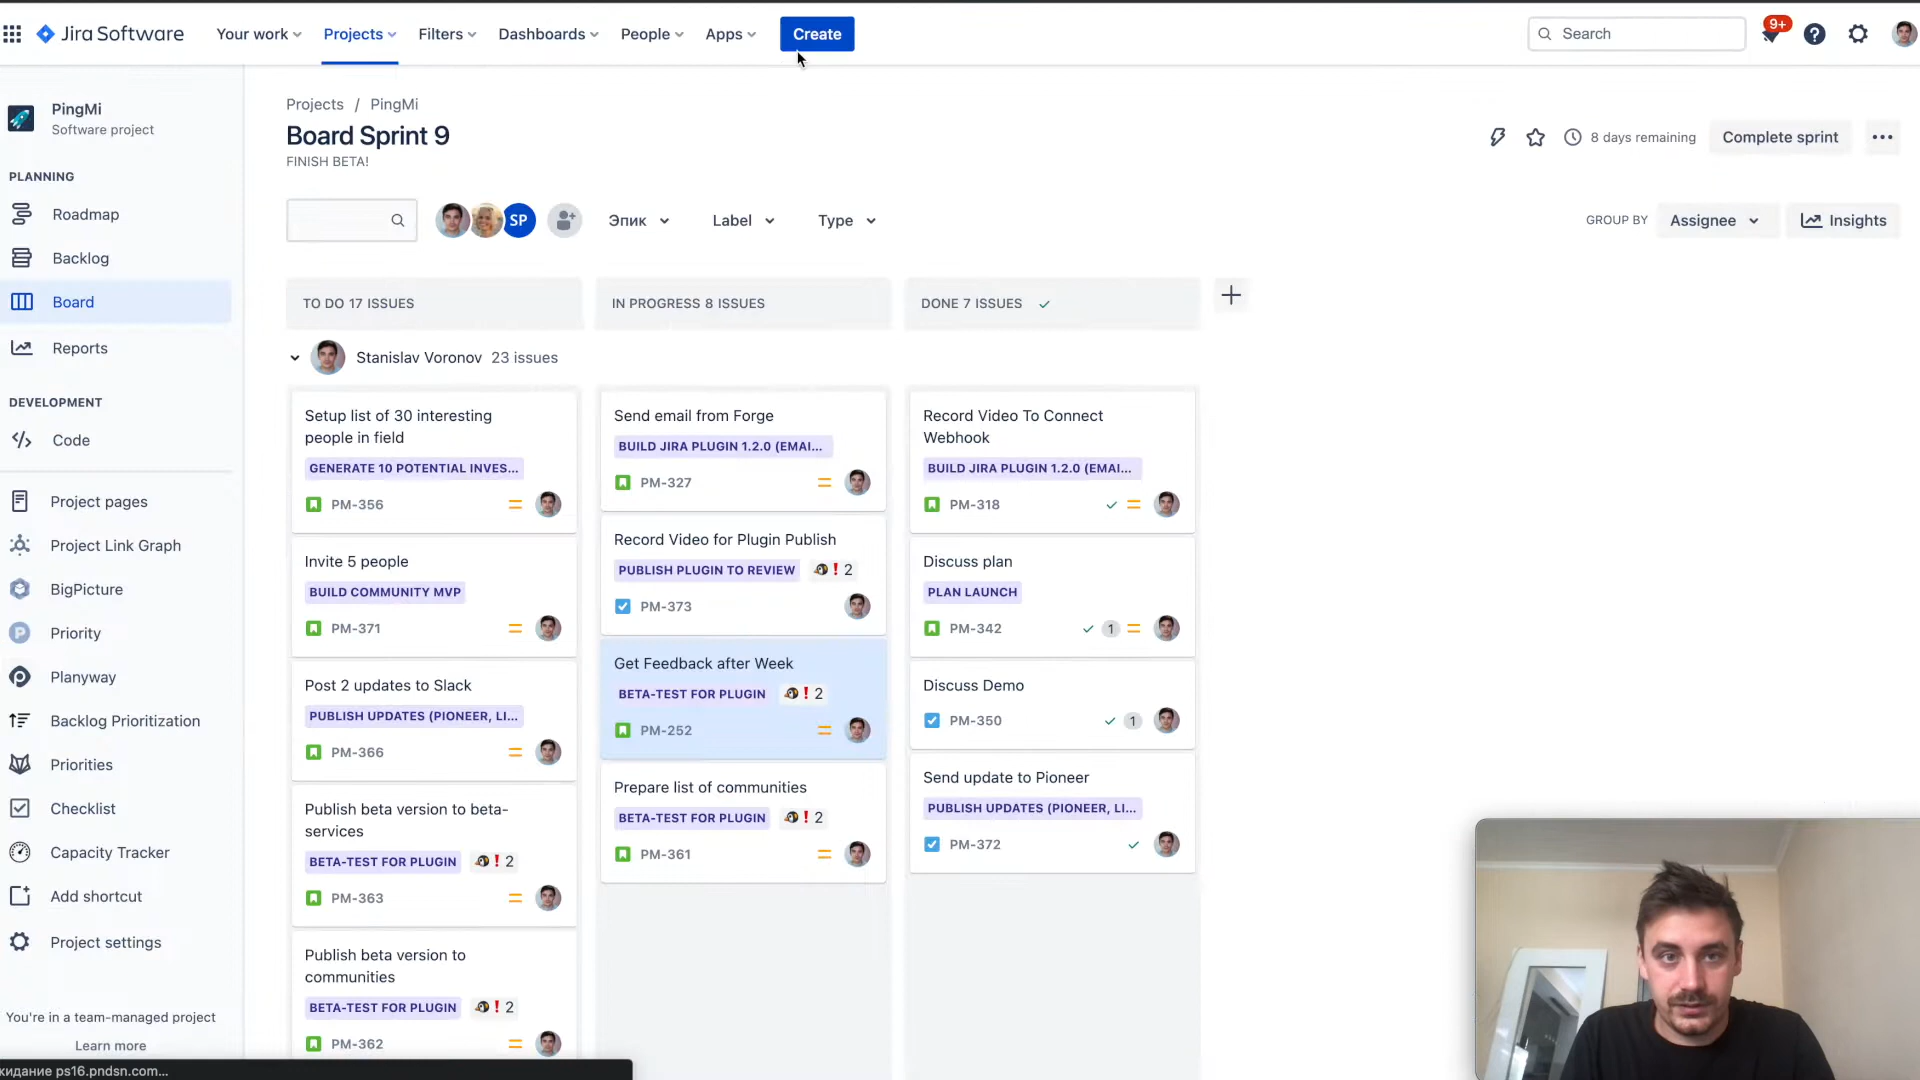 Jira Software
Your work
Projects
Filters
Dashboards
People
Apps
Create
Search
9+
PingMi
Software project
PLANNING
Roadmap
Backlog
Board
Reports
DEVELOPMENT
Code
Project pages
Project Link Graph
BigPicture
Priority
Planyway
Backlog Prioritization
Priorities
Checklist
Capacity Tracker
Add shortcut
Project settings
You're in a team-managed project
Learn more
Projects / PingMi
Board Sprint 9
FINISH BETA!
8 days remaining
Complete sprint
SP
Эпик
Label
Type
GROUP BY
Assignee
Insights
TO DO 17 ISSUES
IN PROGRESS 8 ISSUES
DONE 7 ISSUES
Stanislav Voronov 23 issues
Setup list of 30 interesting
people in field
GENERATE 10 POTENTIAL INVES...
PM-356
Invite 5 people
BUILD COMMUNITY MVP
PM-371
Post 2 updates to Slack
PUBLISH UPDATES (PIONEER, LI...
PM-366
Publish beta version to beta-
services
BETA-TEST FOR PLUGIN 2
PM-363
Publish beta version to
communities
BETA-TEST FOR PLUGIN 2
PM-362
Send email from Forge
BUILD JIRA PLUGIN 1.2.0 (EMAI...
PM-327
Record Video for Plugin Publish
PUBLISH PLUGIN TO REVIEW 2
PM-373
Get Feedback after Week
BETA-TEST FOR PLUGIN 2
PM-252
Prepare list of communities
BETA-TEST FOR PLUGIN 2
PM-361
Record Video To Connect
Webhook
BUILD JIRA PLUGIN 1.2.0 (EMAI...
PM-318
Discuss plan
PLAN LAUNCH
PM-342 1
Discuss Demo
PM-350 1
Send update to Pioneer
PUBLISH UPDATES (PIONEER, LI...
PM-372
жидание ps16.pndsn.com...